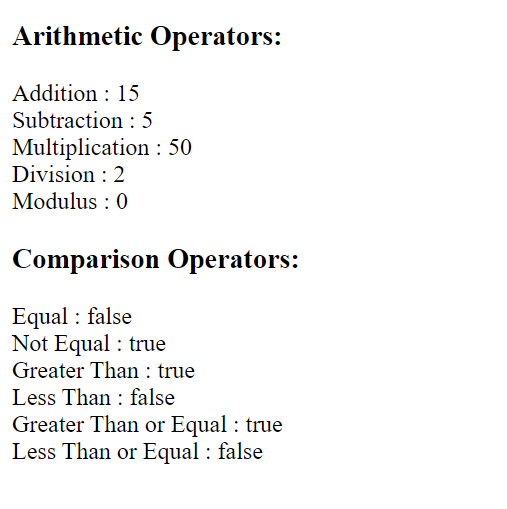 Arithmetic Operators:
Addition : 15
Subtraction : 5
Multiplication : 50
Division : 2
Modulus : 0
Comparison Operators:
Equal : false
Not Equal : true
Greater Than : true
Less Than : false
Greater Than or Equal : true
Less Than or Equal : false